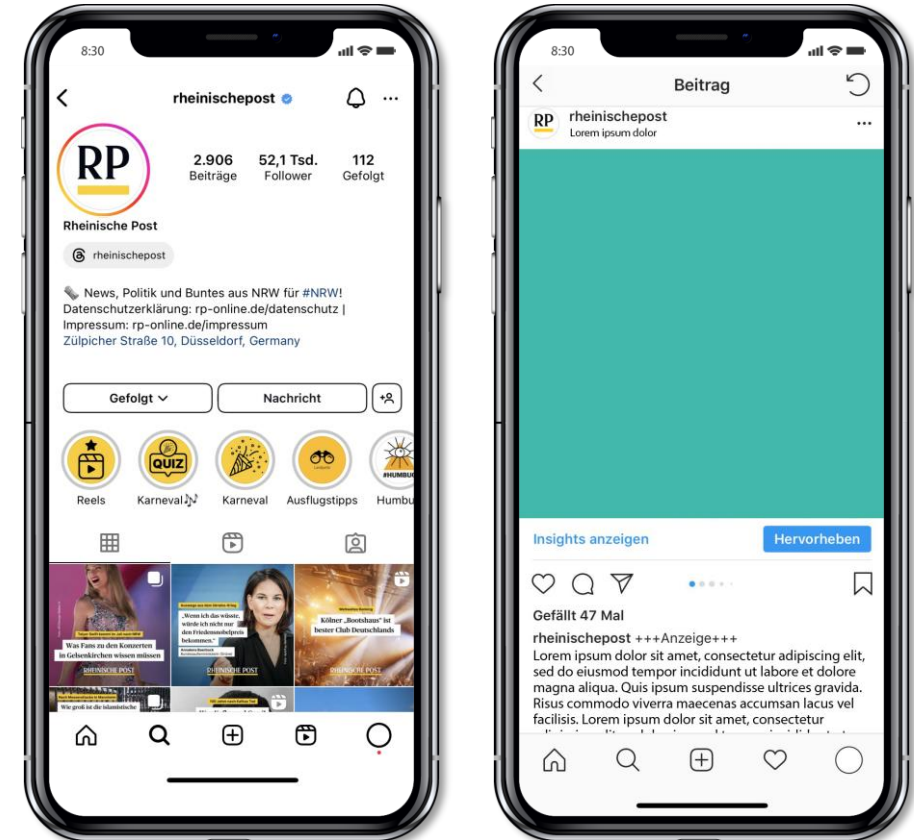 8:30
rheinischepost
RP
2.906
52,1 Tsd.
112
Beiträge
Follower
Gefolgt
Rheinische Post
rheinischepost
News, Politik und Buntes aus NRW für #NRW!
Datenschutzerklärung: rp-online.de/datenschutz |
Impressum: rp-online.de/impressum
Zülpicher Straße 10, Düsseldorf, Germany
Gefolgt
Nachricht
QUIZ
#HUMBUG
Reels
Karneval
Karneval
Ausflugstipps
Humbu
Was Fans zu den Konzerten
in Gelsenkirchen wissen müssen
RHEINISCHE POST
„Wenn ich das wüsste,
würde ich nicht nur
den Friedensnobelpreis
bekommen."
RHEINISCHE POST
Kölner „Bootshaus" ist
bester Club Deutschlands
RHEINISCHE POST
Wie groß ist die islamistische
8:30
Beitrag
RP
rheinischepost
Lorem ipsum dolor
Insights anzeigen
Hervorheben
Gefällt 47 Mal
rheinischepost +++Anzeige+++
Lorem ipsum dolor sit amet, consectetur adipiscing elit,
sed do eiusmod tempor incididunt ut labore et dolore
magna aliqua. Quis ipsum suspendisse ultrices gravida.
Risus commodo viverra maecenas accumsan lacus vel
facilisis. Lorem ipsum dolor sit amet, consectetur